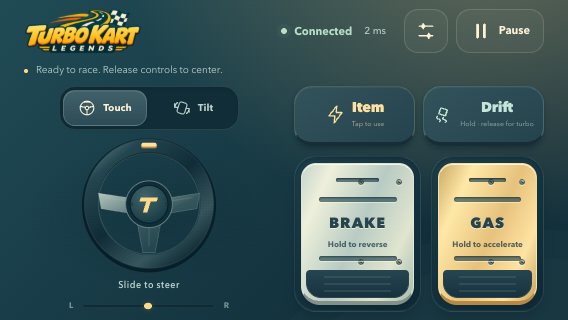 TURBO KART
LEGENDS
Connected 2 ms
Pause
Ready to race. Release controls to center.
Touch
Tilt
Item
Tap to use
Drift
Hold · release for turbo
T
BRAKE
Hold to reverse
GAS
Hold to accelerate
Slide to steer
L R